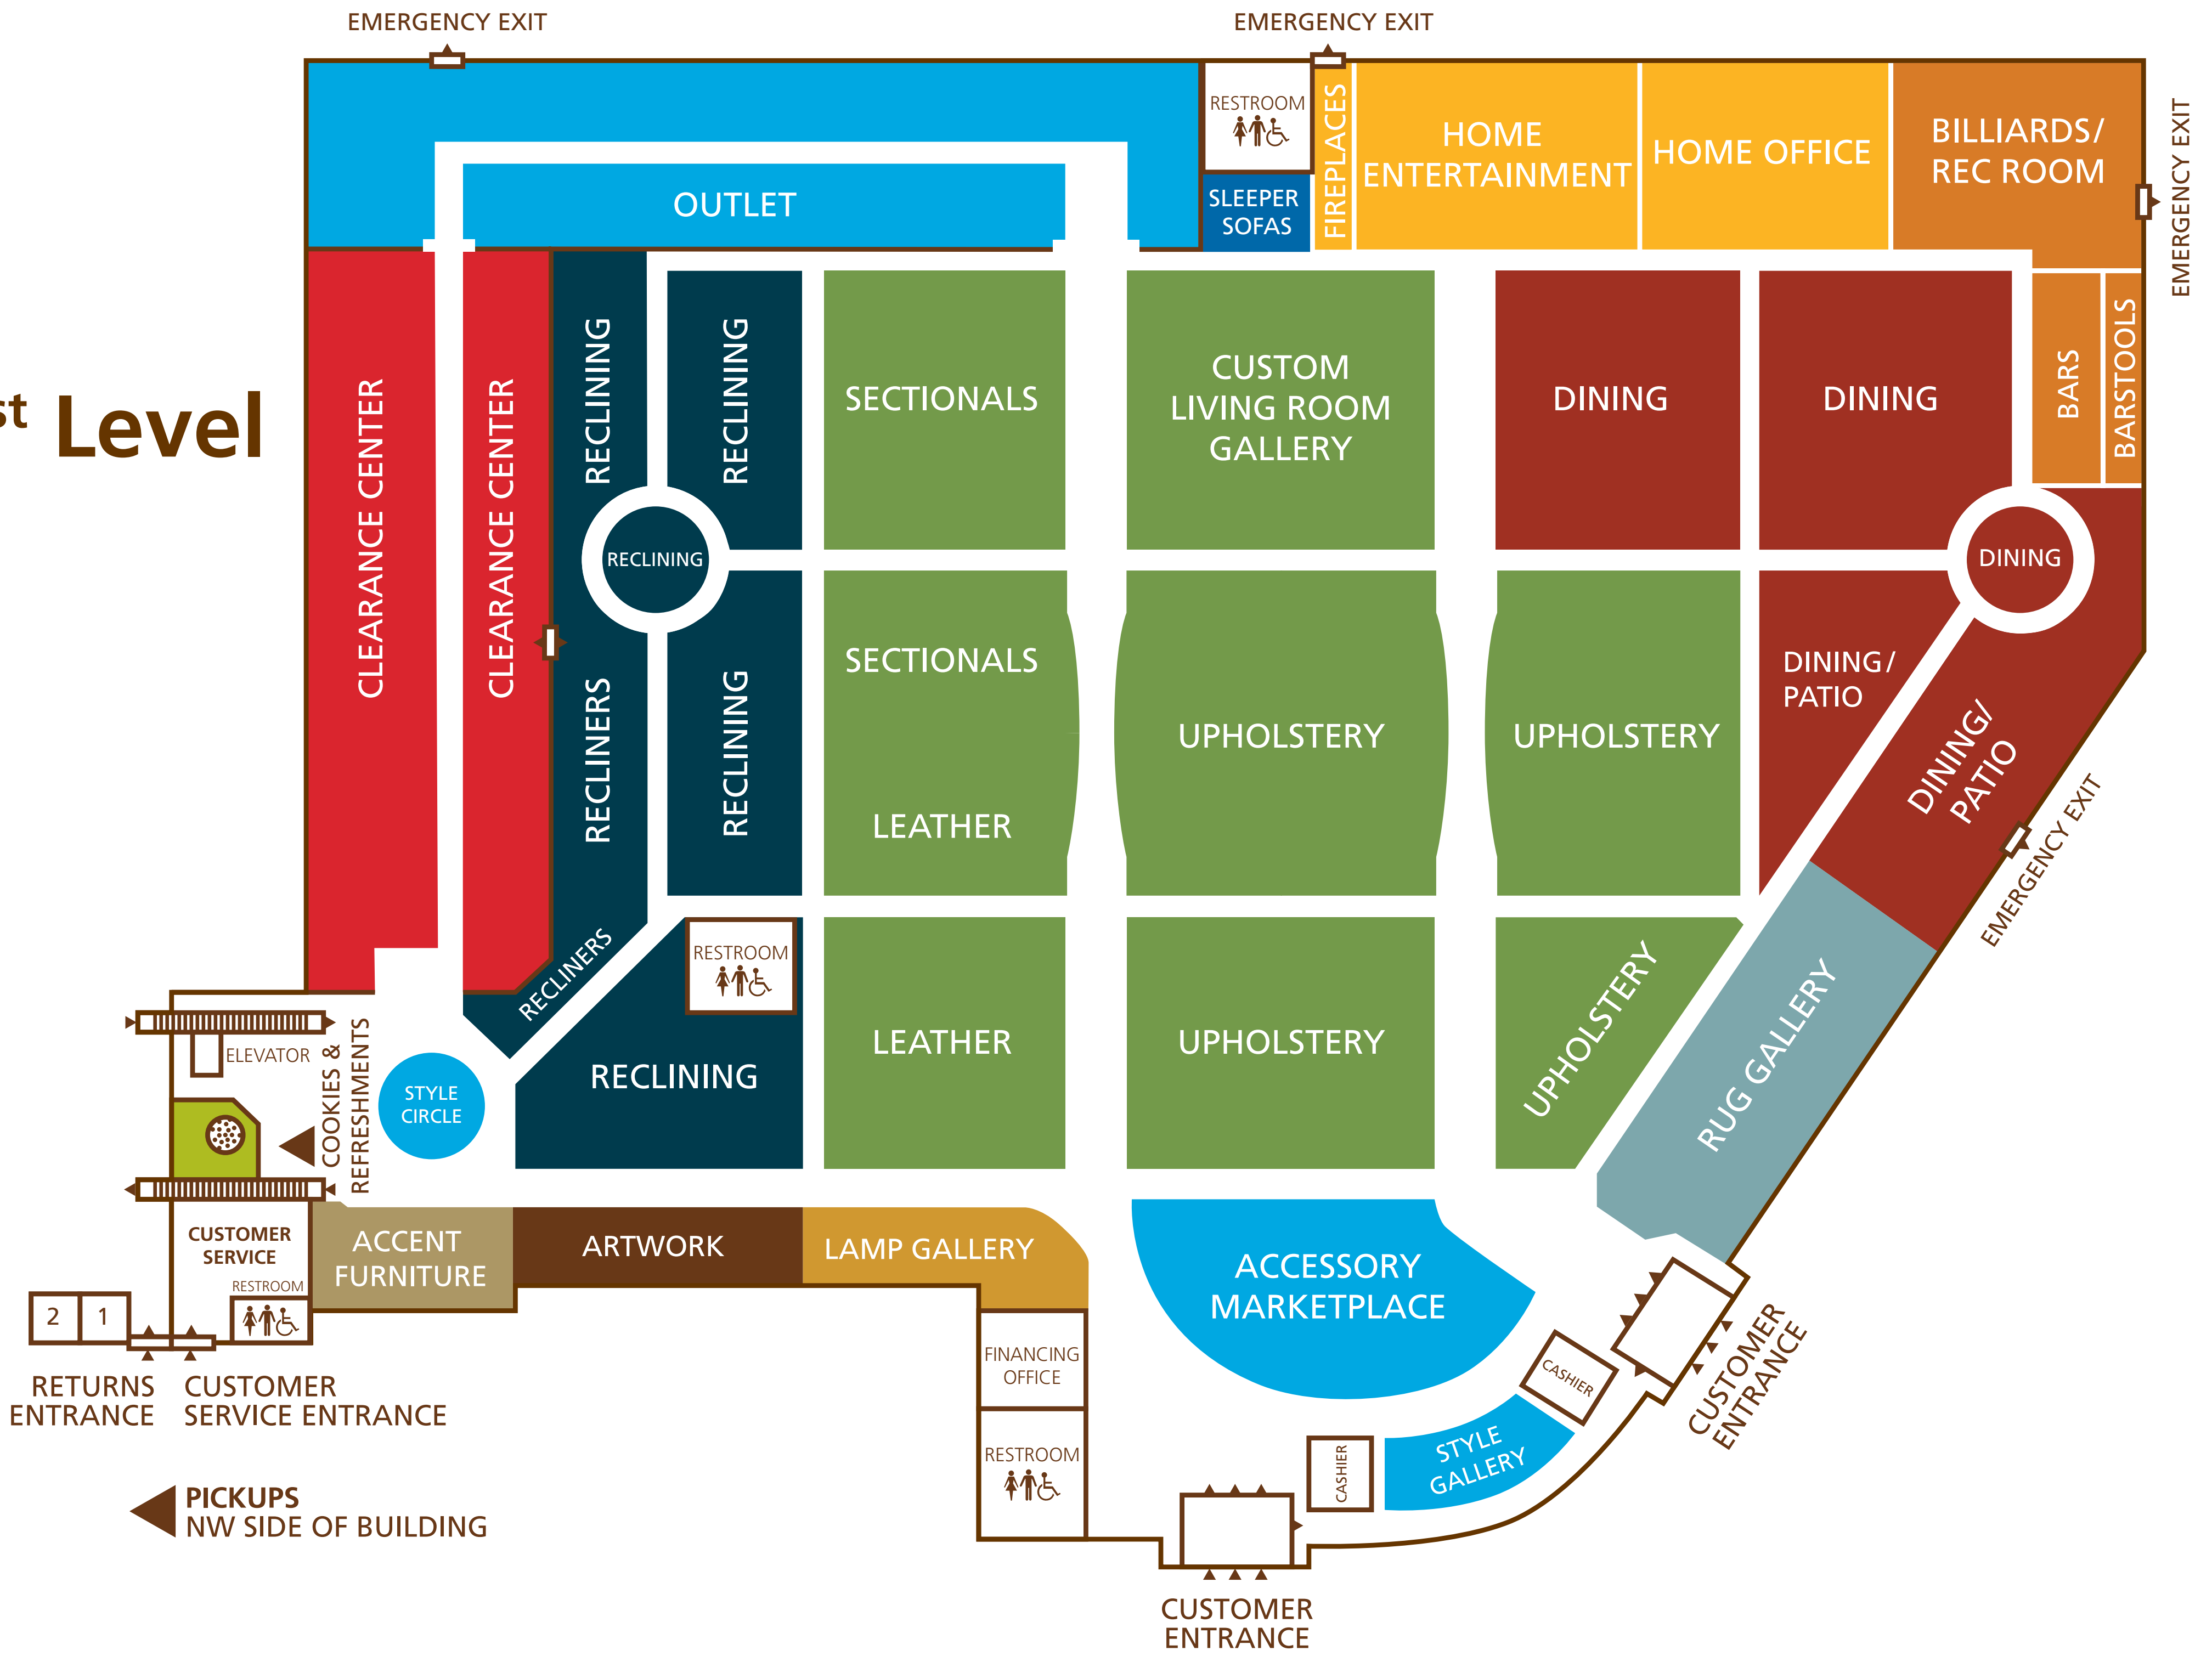 EMERGENCY EXIT
EMERGENCY EXIT
EMERGENCY EXIT
RESTROOM
FIREPLACES
HOME
ENTERTAINMENT
HOME OFFICE
BILLIARDS/
REC ROOM
OUTLET
SLEEPER
SOFAS
st Level
CLEARANCE CENTER
CLEARANCE CENTER
RECLINING
RECLINING
SECTIONALS
CUSTOM
LIVING ROOM
GALLERY
DINING
DINING
BARS
BARSTOOLS
RECLINING
DINING
RECLINERS
RECLINING
SECTIONALS
LEATHER
UPHOLSTERY
UPHOLSTERY
DINING/
PATIO
DINING/
PATIO
EMERGENCY EXIT
RECLINERS
RESTROOM
RECLINING
LEATHER
UPHOLSTERY
UPHOLSTERY
RUG GALLERY
ELEVATOR
COOKIES &
REFRESHMENTS
STYLE
CIRCLE
CUSTOMER
SERVICE
RESTROOM
ACCENT
FURNITURE
ARTWORK
LAMP GALLERY
ACCESSORY
MARKETPLACE
2
1
FINANCING
OFFICE
RESTROOM
CASHIER
CASHIER
STYLE
GALLERY
CUSTOMER
ENTRANCE
RETURNS
ENTRANCE
CUSTOMER
SERVICE ENTRANCE
PICKUPS
NW SIDE OF BUILDING
CUSTOMER
ENTRANCE